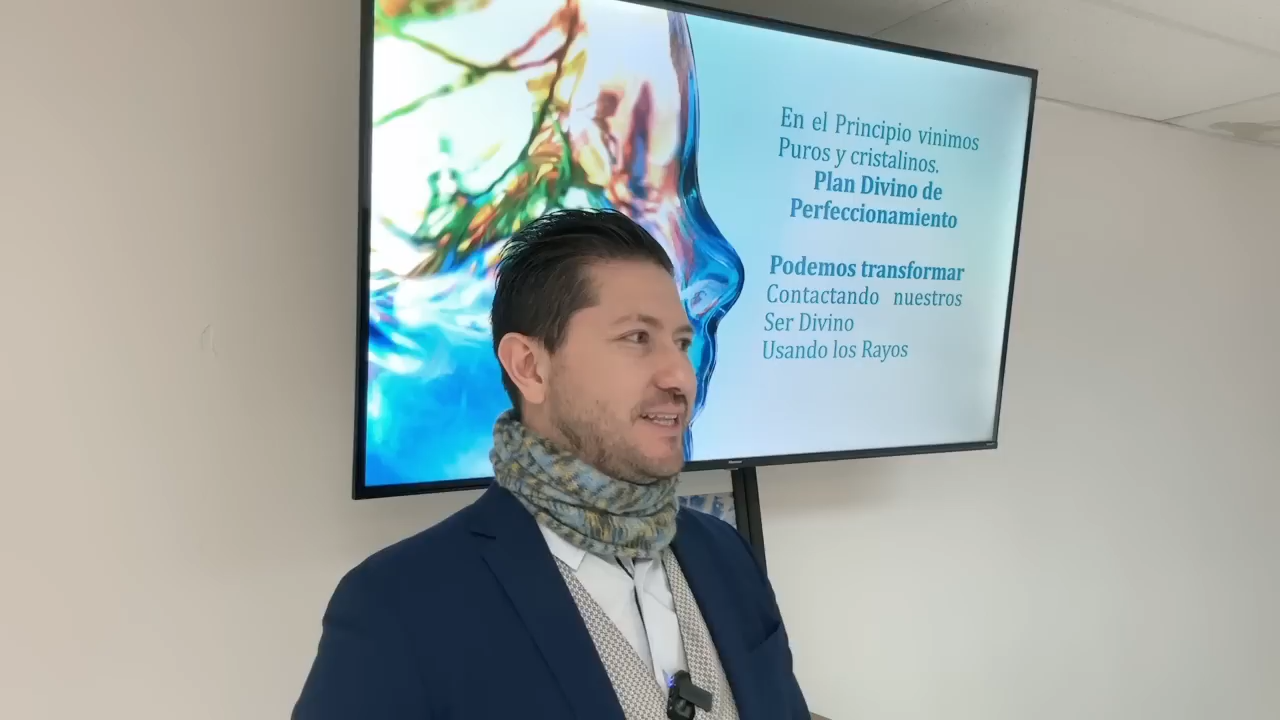 En el Principio vinimos
Puros y cristalinos.
Plan Divino de
Perfeccionamiento
Podemos transformar
Contactando nuestros
Ser Divino
Usando los Rayos